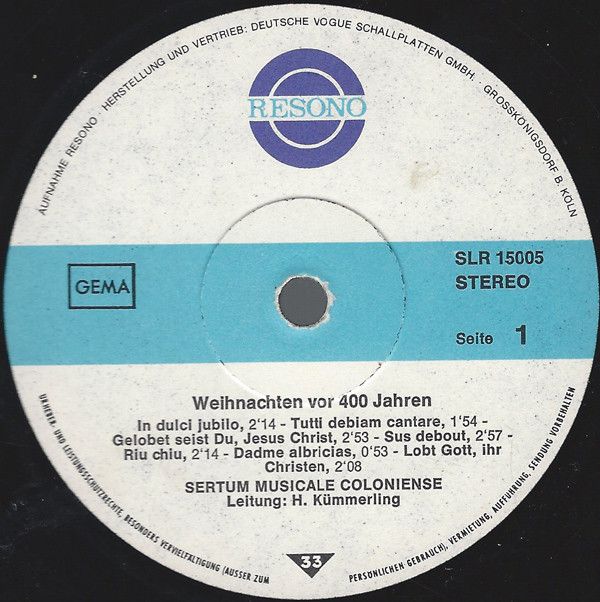 AUFNAHME RESONO · HERSTELLUNG UND VERTRIEB: DEUTSCHE VOGUE SCHALLPLATTEN GMBH., GROSSKÖNIGSDORF B. KÖLN
RESONO
GEMA
SLR 15005
STEREO
Seite 1
Weihnachten vor 400 Jahren
In dulci jubilo, 2'14 - Tutti debiam cantare, 1'54 -
Gelobet seist Du, Jesus Christ, 2'53 - Sus debout, 2'57 -
Riu chiu, 2'14 - Dadme albricias, 0'53 - Lobt Gott, ihr
Christen, 2'08
SERTUM MUSICALE COLONIENSE
Leitung: H. Kümmerling
33
URHEBER- UND LEISTUNGSSCHUTZRECHTE, BESONDERS VERVIELFÄLTIGUNG (AUSSER ZUM PERSÖNLICHEN GEBRAUCH), VERMIETUNG, AUFFÜHRUNG, SENDUNG VORBEHALTEN